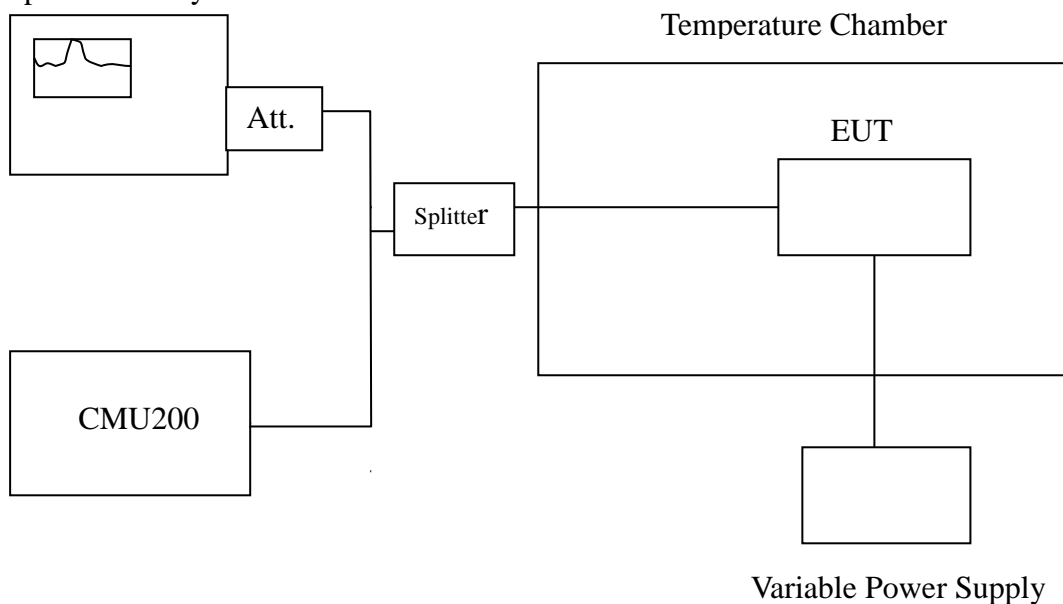 Temperature Chamber
Att.
EUT
Splitter
CMU200
Variable Power Supply